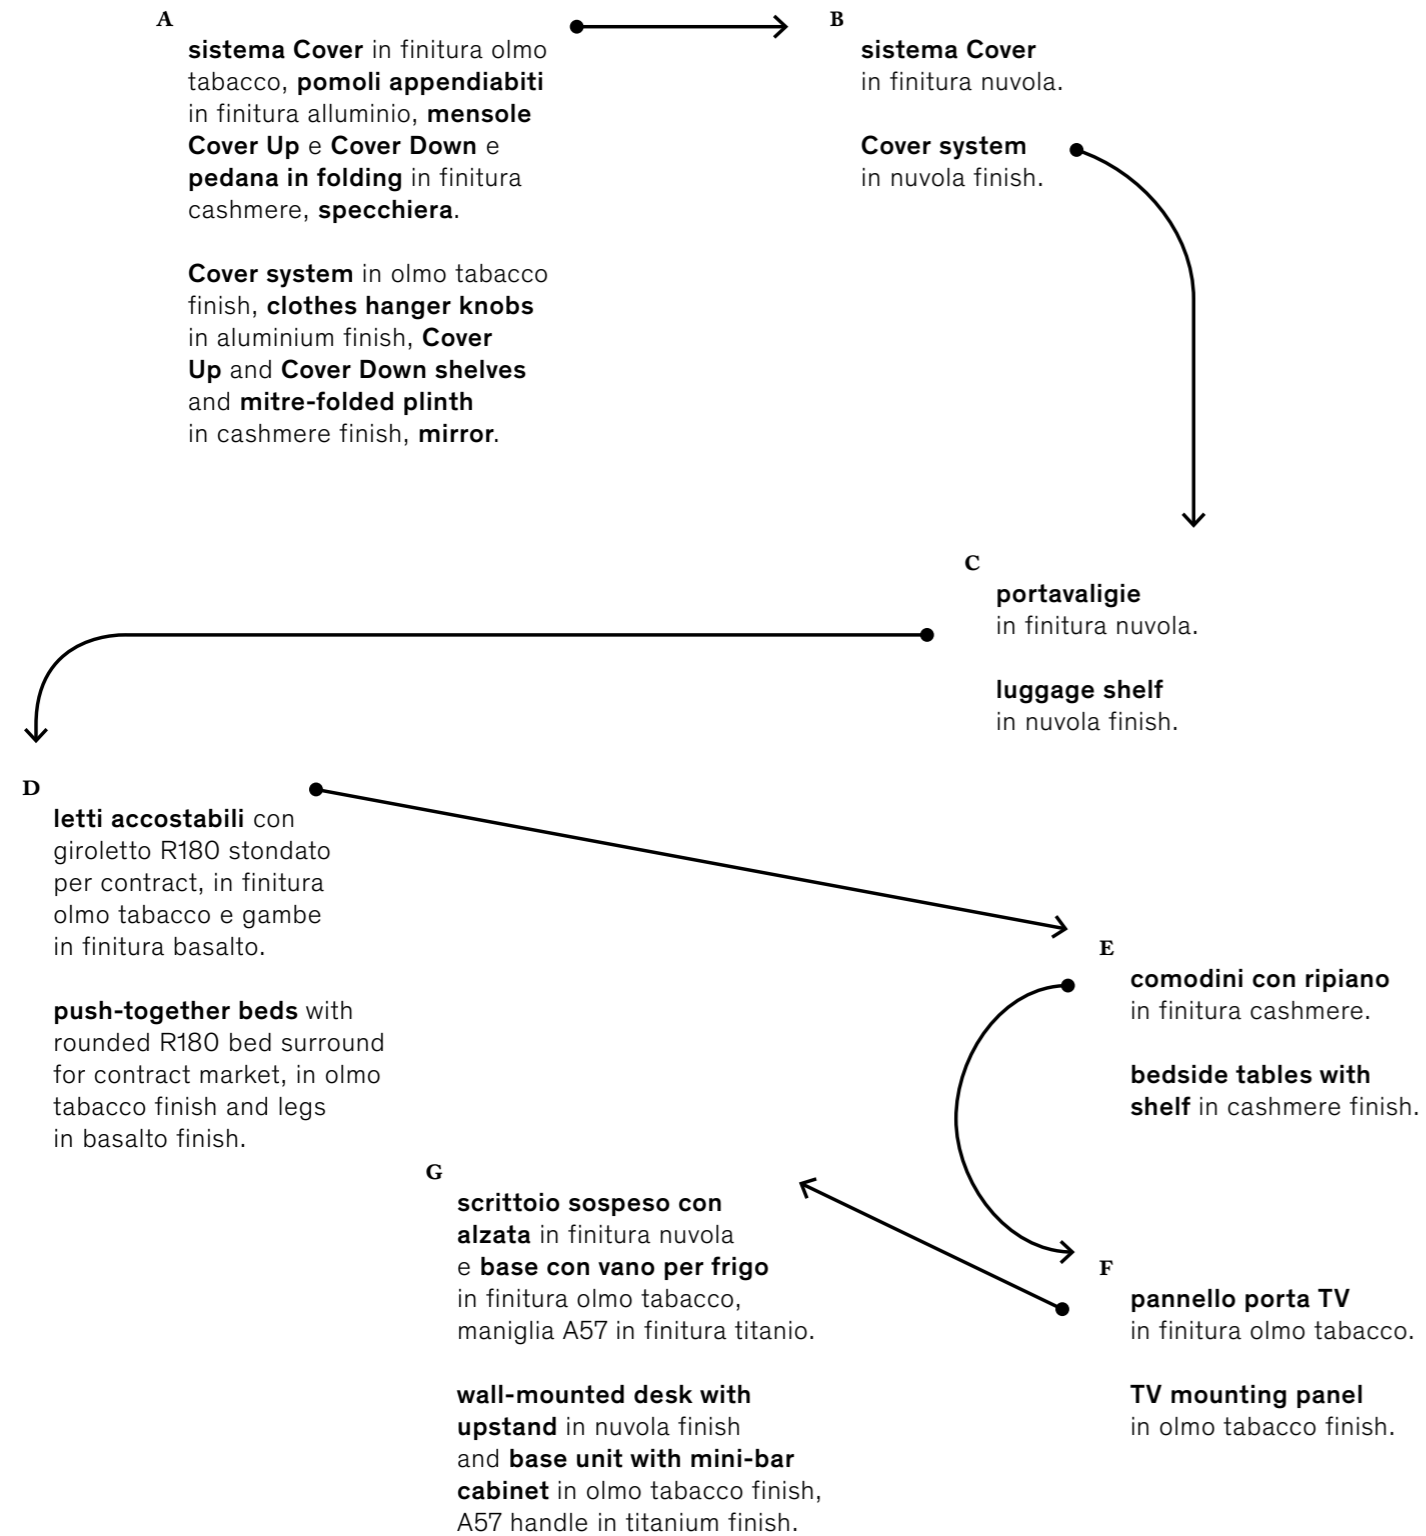 A
sistema Cover in finitura olmo
tabacco, pomoli appendiabiti
in finitura alluminio, mensole
Cover Up e Cover Down e
pedana in folding in finitura
cashmere, specchiera.
Cover system in olmo tabacco
finish, clothes hanger knobs
in aluminium finish, Cover
Up and Cover Down shelves
and mitre-folded plinth
in cashmere finish, mirror.
B
sistema Cover
in finitura nuvola.
Cover system
in nuvola finish.
C
portavaligie
in finitura nuvola.
luggage shelf
in nuvola finish.
D
letti accostabili con
giroletto R180 stondato
per contract, in finitura
olmo tabacco e gambe
in finitura basalto.
push-together beds with
rounded R180 bed surround
for contract market, in olmo
tabacco finish and legs
in basalto finish.
E
comodini con ripiano
in finitura cashmere.
bedside tables with
shelf in cashmere finish.
F
pannello porta TV
in finitura olmo tabacco.
TV mounting panel
in olmo tabacco finish.
G
scrittoio sospeso con
alzata in finitura nuvola
e base con vano per frigo
in finitura olmo tabacco,
maniglia A57 in finitura titanio.
wall-mounted desk with
upstand in nuvola finish
and base unit with mini-bar
cabinet in olmo tabacco finish,
A57 handle in titanium finish.